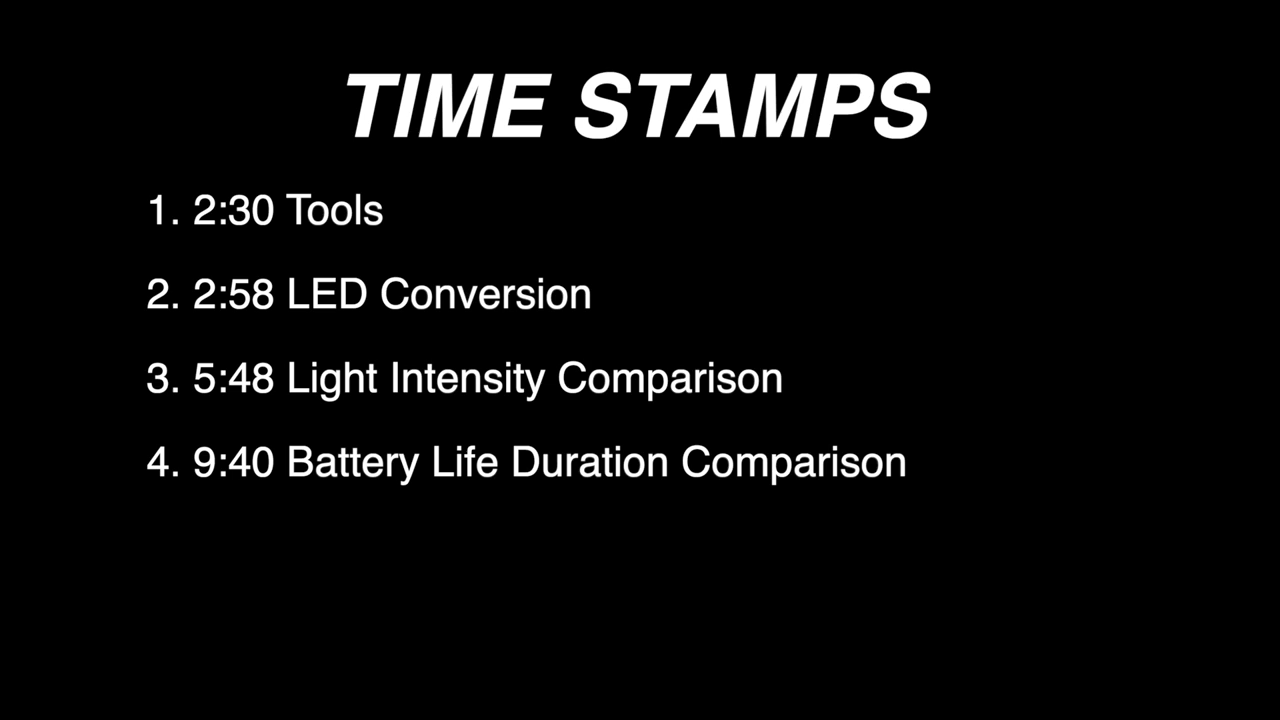 TIME STAMPS
1. 2:30 Tools
2. 2:58 LED Conversion
3. 5:48 Light Intensity Comparison
4. 9:40 Battery Life Duration Comparison